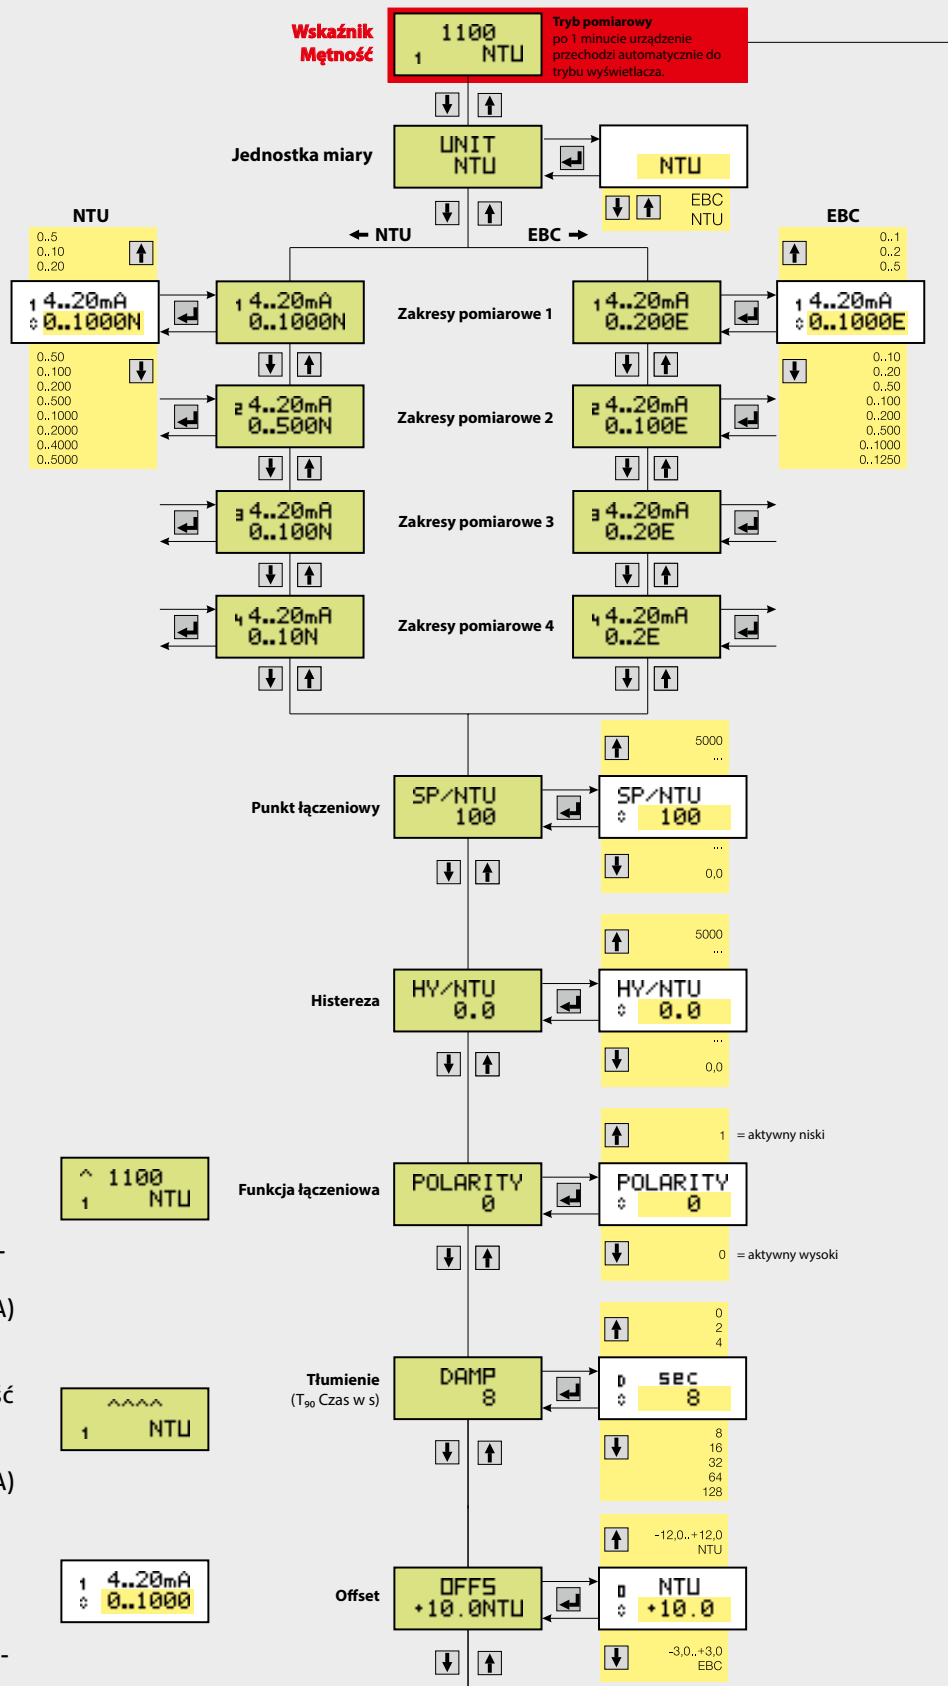 Wskaźnik
Mętność
1100
1 NTU
Tryb pomiarowy
po 1 minucie urządzenie
przechodzi automatycznie do
trybu wyświetlacza.
Jednostka miary
UNIT
NTU
NTU
EBC
NTU
NTU
← NTU
EBC →
EBC
0..5
0..10
0..20
1 4..20mA
0..1000N
0..50
0..100
0..200
0..500
0..1000
0..2000
0..4000
0..5000
1 4..20mA
0..1000N
Zakresy pomiarowe 1
1 4..20mA
0..200E
0..1
0..2
0..5
1 4..20mA
0..1000E
0..10
0..20
0..50
0..100
0..200
0..500
0..1000
0..1250
2 4..20mA
0..500N
Zakresy pomiarowe 2
2 4..20mA
0..100E
3 4..20mA
0..100N
Zakresy pomiarowe 3
3 4..20mA
0..20E
4 4..20mA
0..10N
Zakresy pomiarowe 4
4 4..20mA
0..2E
Punkt łączeniowy
SP/NTU
100
5000
...
SP/NTU
100
...
0,0
Histereza
HY/NTU
0.0
5000
...
HY/NTU
0.0
...
0,0
^ 1100
1 NTU
Funkcja łączeniowa
POLARITY
0
1 = aktywny niski
POLARITY
0
0 = aktywny wysoki
-
A)
ść
^^^^
1 NTU
A)
Tłumienie
(T₉₀ Czas w s)
DAMP
8
0
2
4
D sec
8
8
16
32
64
128
1 4..20mA
0..1000
-
Offset
OFFS
+10.0NTU
-12,0..+12,0
NTU
O NTU
+10.0
-3,0..+3,0
EBC